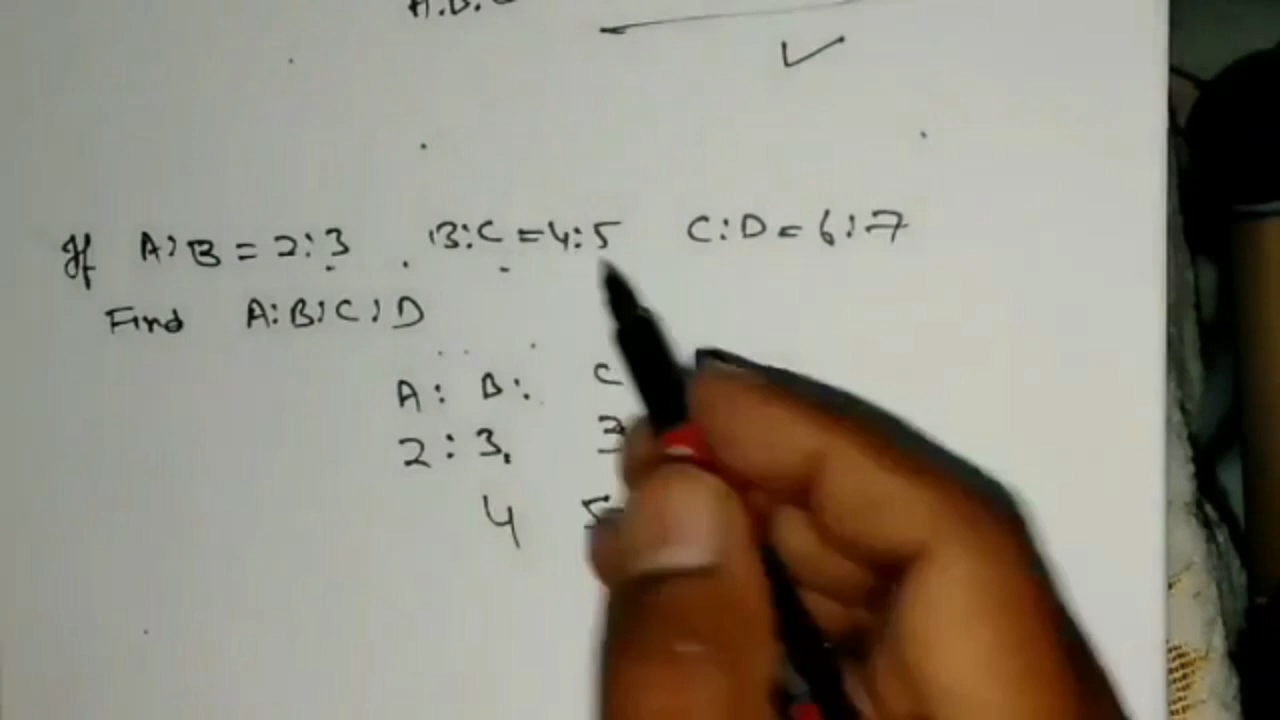 If A:B = 2:3 B:C = 4:5 C:D = 6:7
Find A:B:C:D
A: B: C
2:3, 3
4 5